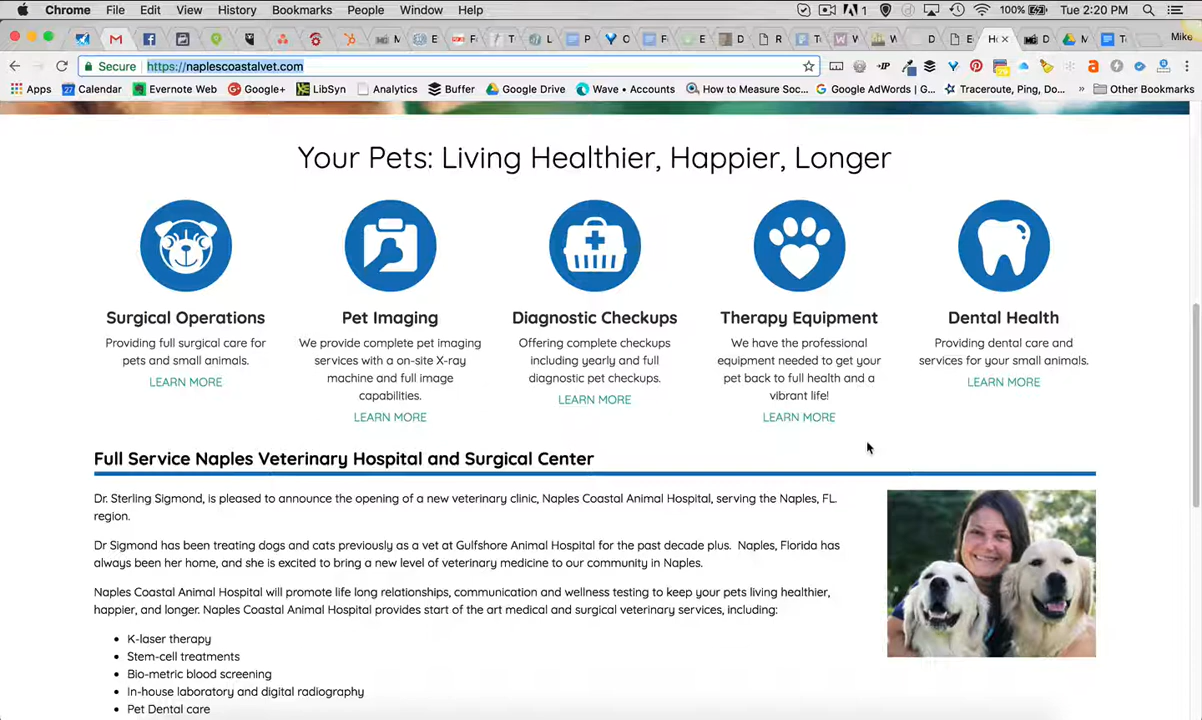 Chrome File Edit View History Bookmarks People Window Help 1 100% Tue 2:20 PM
Mike
Secure https://naplescoastalvet.com
Apps Calendar Evernote Web Google+ LibSyn Analytics Buffer Google Drive Wave • Accounts How to Measure Soc... Google AdWords | G... Traceroute, Ping, Do... » Other Bookmarks
Your Pets: Living Healthier, Happier, Longer
Surgical Operations
Providing full surgical care for
pets and small animals.
LEARN MORE
Pet Imaging
We provide complete pet imaging
services with a on-site X-ray
machine and full image
capabilities.
LEARN MORE
Diagnostic Checkups
Offering complete checkups
including yearly and full
diagnostic pet checkups.
LEARN MORE
Therapy Equipment
We have the professional
equipment needed to get your
pet back to full health and a
vibrant life!
LEARN MORE
Dental Health
Providing dental care and
services for your small animals.
LEARN MORE
Full Service Naples Veterinary Hospital and Surgical Center
Dr. Sterling Sigmond, is pleased to announce the opening of a new veterinary clinic, Naples Coastal Animal Hospital, serving the Naples, FL.
region.
Dr Sigmond has been treating dogs and cats previously as a vet at Gulfshore Animal Hospital for the past decade plus. Naples, Florida has
always been her home, and she is excited to bring a new level of veterinary medicine to our community in Naples.
Naples Coastal Animal Hospital will promote life long relationships, communication and wellness testing to keep your pets living healthier,
happier, and longer. Naples Coastal Animal Hospital provides start of the art medical and surgical veterinary services, including:
• K-laser therapy
• Stem-cell treatments
• Bio-metric blood screening
• In-house laboratory and digital radiography
• Pet Dental care